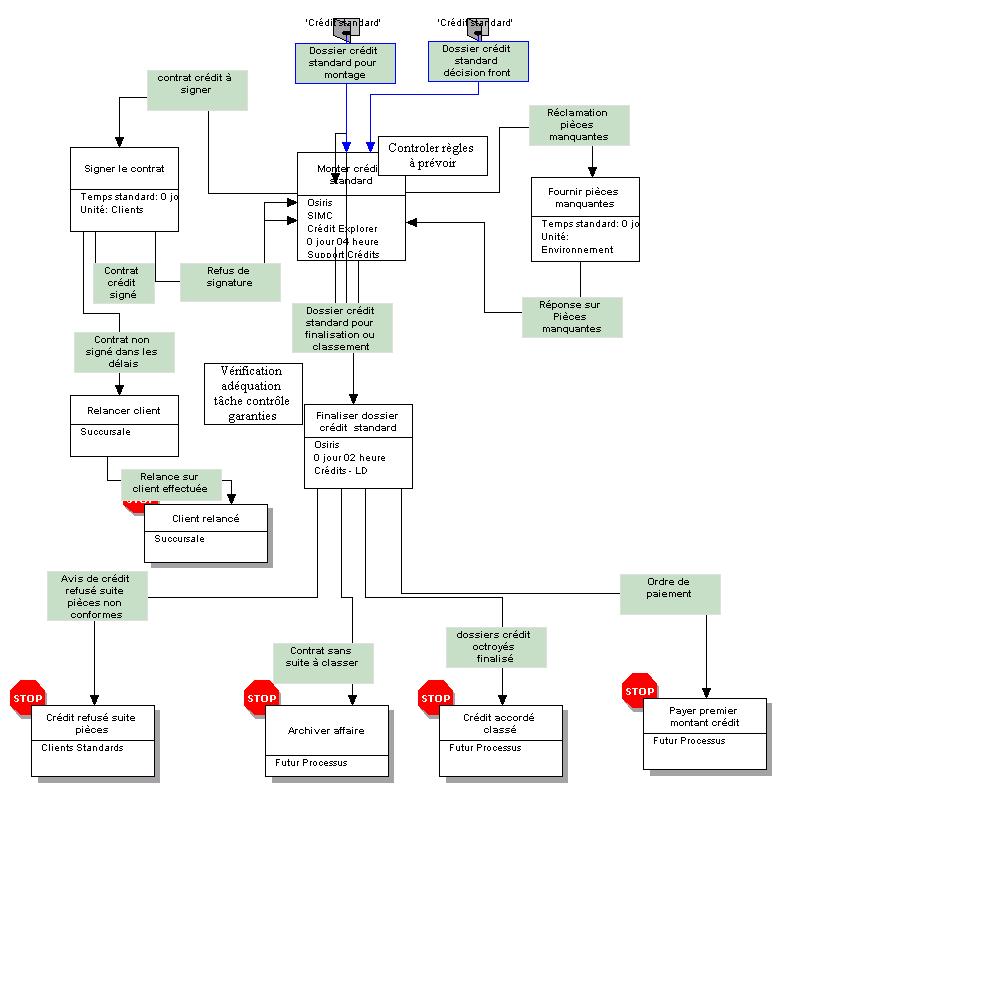 'Crédit standard'
'Crédit standard'
Dossier crédit
standard pour
montage
Dossier crédit
standard
décision front
contrat crédit à
signer
Réclamation
pièces
manquantes
Controler règles
à prévoir
Signer le contrat
Temps standard: 0 jo
Unité: Clients
Monter crédit
standard
Osiris
SIMC
Crédit Explorer
0 jour 04 heure
Support Crédits
Fournir pièces
manquantes
Temps standard: 0 jo
Unité:
Environnement
Contrat
crédit
signé
Refus de
signature
Réponse sur
Pièces
manquantes
Dossier crédit
standard pour
finalisation ou
classement
Contrat non
signé dans les
délais
Vérification
adéquation
tâche contrôle
garanties
Relancer client
Succursale
Finaliser dossier
crédit standard
Osiris
0 jour 02 heure
Crédits - LD
Relance sur
client effectuée
STOP
Client relancé
Succursale
Avis de crédit
refusé suite
pièces non
conformes
Ordre de
paiement
Contrat sans
suite à classer
dossiers crédit
octroyés
finalisé
STOP
Crédit refusé suite
pièces
Clients Standards
STOP
Archiver affaire
Futur Processus
STOP
Crédit accordé
classé
Futur Processus
STOP
Payer premier
montant crédit
Futur Processus